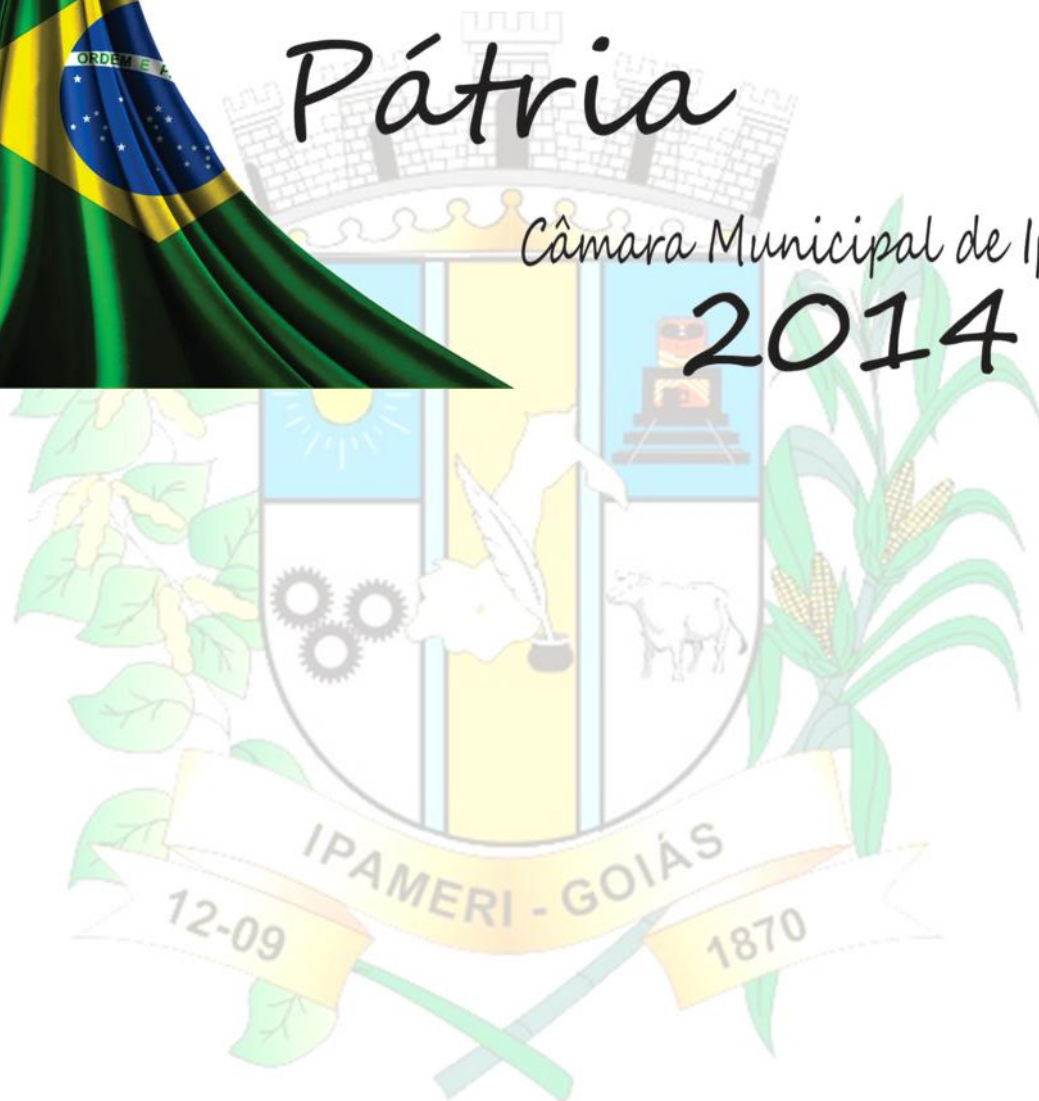 ORDEM E P
Pátria
Câmara Municipal de Ip
2014
IPAMERI - GOIÁS
12-09
1870